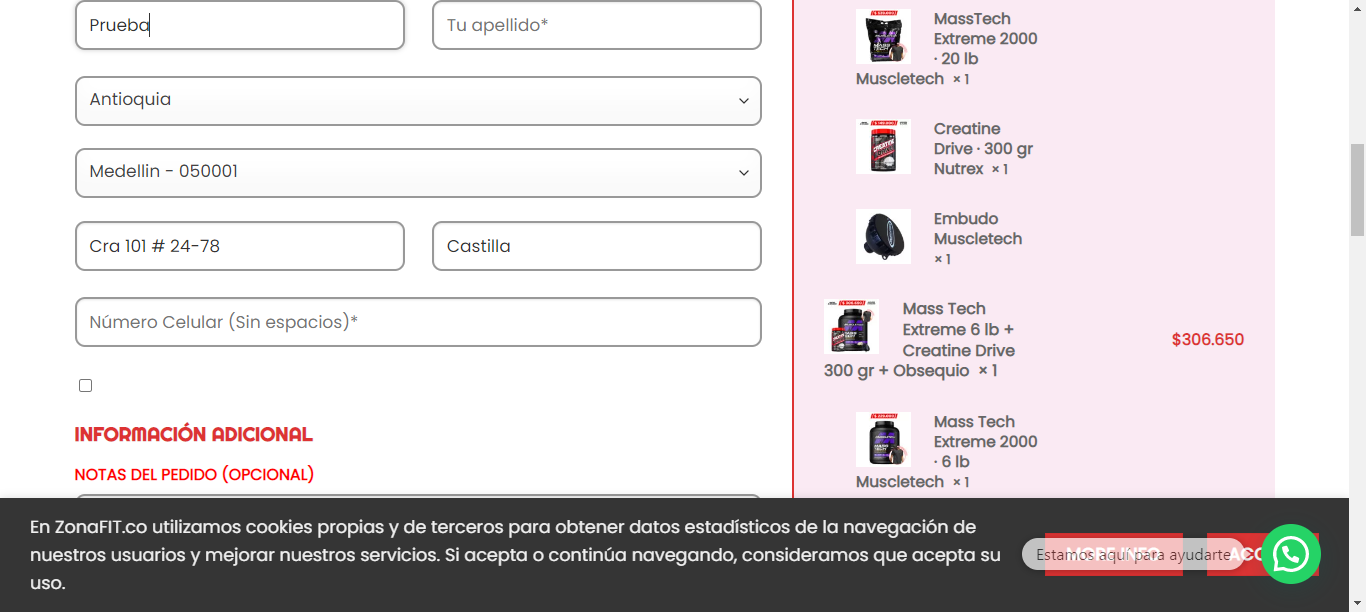 Prueba
Tu apellido*
Antioquia
Medellin - 050001
Cra 101 # 24-78
Castilla
Número Celular (Sin espacios)*
INFORMACIÓN ADICIONAL
NOTAS DEL PEDIDO (OPCIONAL)
MassTech
Extreme 2000
· 20 lb
Muscletech × 1
Creatine
Drive · 300 gr
Nutrex × 1
Embudo
Muscletech
× 1
Mass Tech
Extreme 6 lb +
Creatine Drive
300 gr + Obsequio × 1
$306.650
Mass Tech
Extreme 2000
· 6 lb
Muscletech × 1
En ZonaFIT.co utilizamos cookies propias y de terceros para obtener datos estadísticos de la navegación de
nuestros usuarios y mejorar nuestros servicios. Si acepta o continúa navegando, consideramos que acepta su
uso.
MORE INFO
Estamos aquí para ayudarte